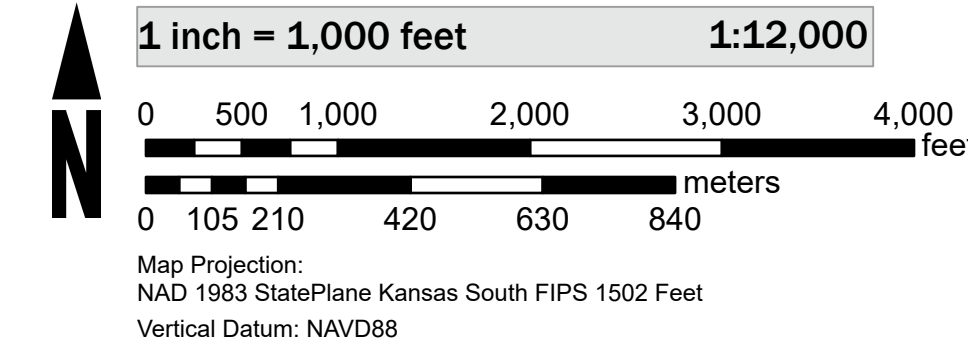 1 inch = 1,000 feet 1:12,000
0 500 1,000 2,000 3,000 4,000
feet
meters
0 105 210 420 630 840
N
Map Projection:
NAD 1983 StatePlane Kansas South FIPS 1502 Feet
Vertical Datum: NAVD88